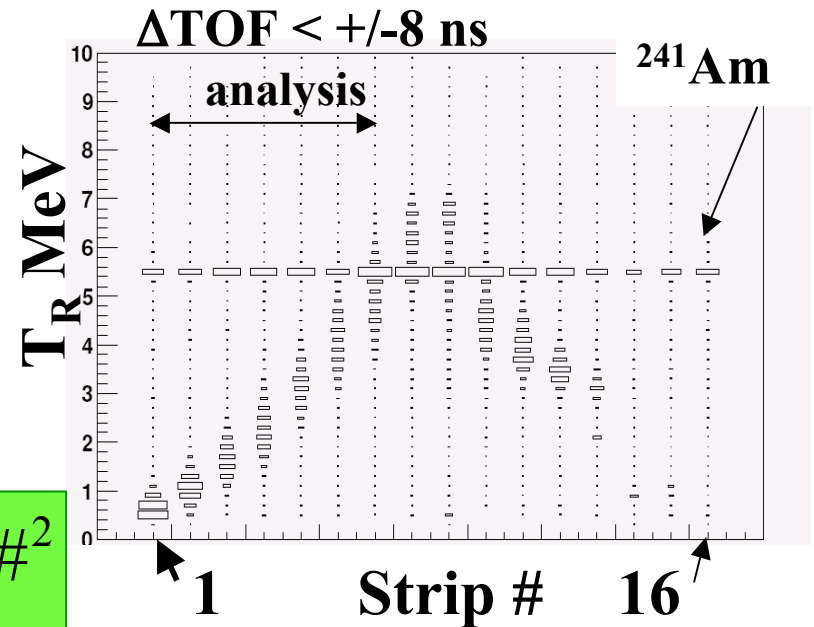 ΔTOF < +/-8 ns
²⁴¹Am
analysis
T_R MeV
10
9
8
7
6
5
4
3
2
1
0
#²
1 Strip # 16